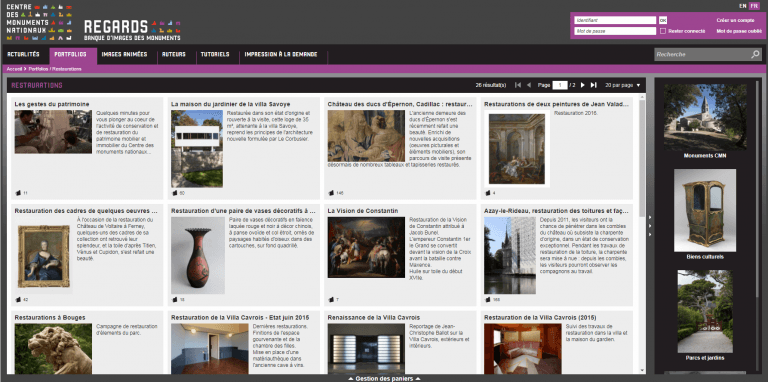 CENTRE
DES
MONUMENTS
NATIONAUX
REGARDS
BANQUE D'IMAGES DES MONUMENTS
EN FR
Identifiant OK Créer un compte
Mot de passe Rester connecté Mot de passe oublié
ACTUALITÉS PORTFOLIOS IMAGES ANIMÉES AUTEURS TUTORIELS IMPRESSION À LA DEMANDE
Recherche
Accueil > Portfolios / Restaurations
RESTAURATIONS 26 résultat(s) Page 1 / 2 20 par page
Les gestes du patrimoine
Quelques minutes pour
vous plonger au coeur de
l'activité de conservation et
de restauration du
patrimoine mobilier et
immobilier du Centre des
monuments nationaux...
11
La maison du jardinier de la villa Savoye
Restaurée dans son état d'origine et
rouverte à la visite, cette loge de 35
m², attenante à la villa Savoye,
reprend les principes de l'architecture
nouvelle formulée par Le Corbusier.
60
Château des ducs d'Épernon, Cadillac : restaur...
L'ancienne demeure des
ducs d'Épernon s'est
récemment refait une
beauté. Enrichi de
nouvelles acquisitions
(oeuvres picturales et
éléments mobiliers), son
parcours de visite présente
désormais de nombreux tableaux et tapisseries restaurés.
146
Restaurations de deux peintures de Jean Valad...
Restauration 2016.
4
Restauration des cadres de quelques oeuvres ...
À l'occasion de la restauration du
Château de Voltaire à Ferney,
quelques-uns des cadres de sa
collection ont retrouvé leur
splendeur, et la toile d'après Titien,
Vénus et Cupidon, s'est refait une
beauté.
42
Restauration d'une paire de vases décoratifs à ...
Paire de vases décoratifs en faïence
laquée rouge et noir à décor chinois,
à panse ovoïde et col étroit, ornés de
paysages habités d'oiseaux dans des
cartouches, sur fond quadrillé.
15
La Vision de Constantin
Restauration de la Vision
de Constantin attribué à
Jacob Bunel.
L'empereur Constantin 1er
le Grand se convertit
devant la vision de la Croix
avant la bataille contre
Maxence.
Huile sur toile du début
XVIIe.
7
Azay-le-Rideau, restauration des toitures et faç...
Depuis 2011, les visiteurs ont la
chance de pénétrer dans les combles
du château où subsiste la charpente
d'origine, dans un état de conservation
exceptionnel. Pendant les travaux de
restauration de la toiture, la charpente
sera mise à nue : depuis les combles,
les visiteurs pourront observer les
compagnons au travail.
Restaurations à Bouges
Campagne de restauration
d'éléments du parc.
Restauration de la Villa Cavrois - Etat juin 2015
Dernières restaurations.
Finitions de l'espace
gouvernante et de la
chambre des filles.
Mise en place d'une
matériauthèque dans
l'ancienne cave à vins.
Renaissance de la Villa Cavrois
Reportage de Jean-
Christophe Ballot sur la
Villa Cavrois, extérieurs et
intérieurs.
Restauration de la Villa Cavrois (2015)
Suivi des travaux de
restauration dans la villa et
la maison du gardien.
Monuments CMN
Biens culturels
Parcs et jardins
Gestion des paniers